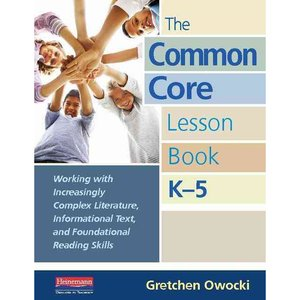 The
Common
Core
Lesson
Book
K–5
Working with
Increasingly
Complex Literature,
Informational Text,
and Foundational
Reading Skills
Heinemann
Gretchen Owocki